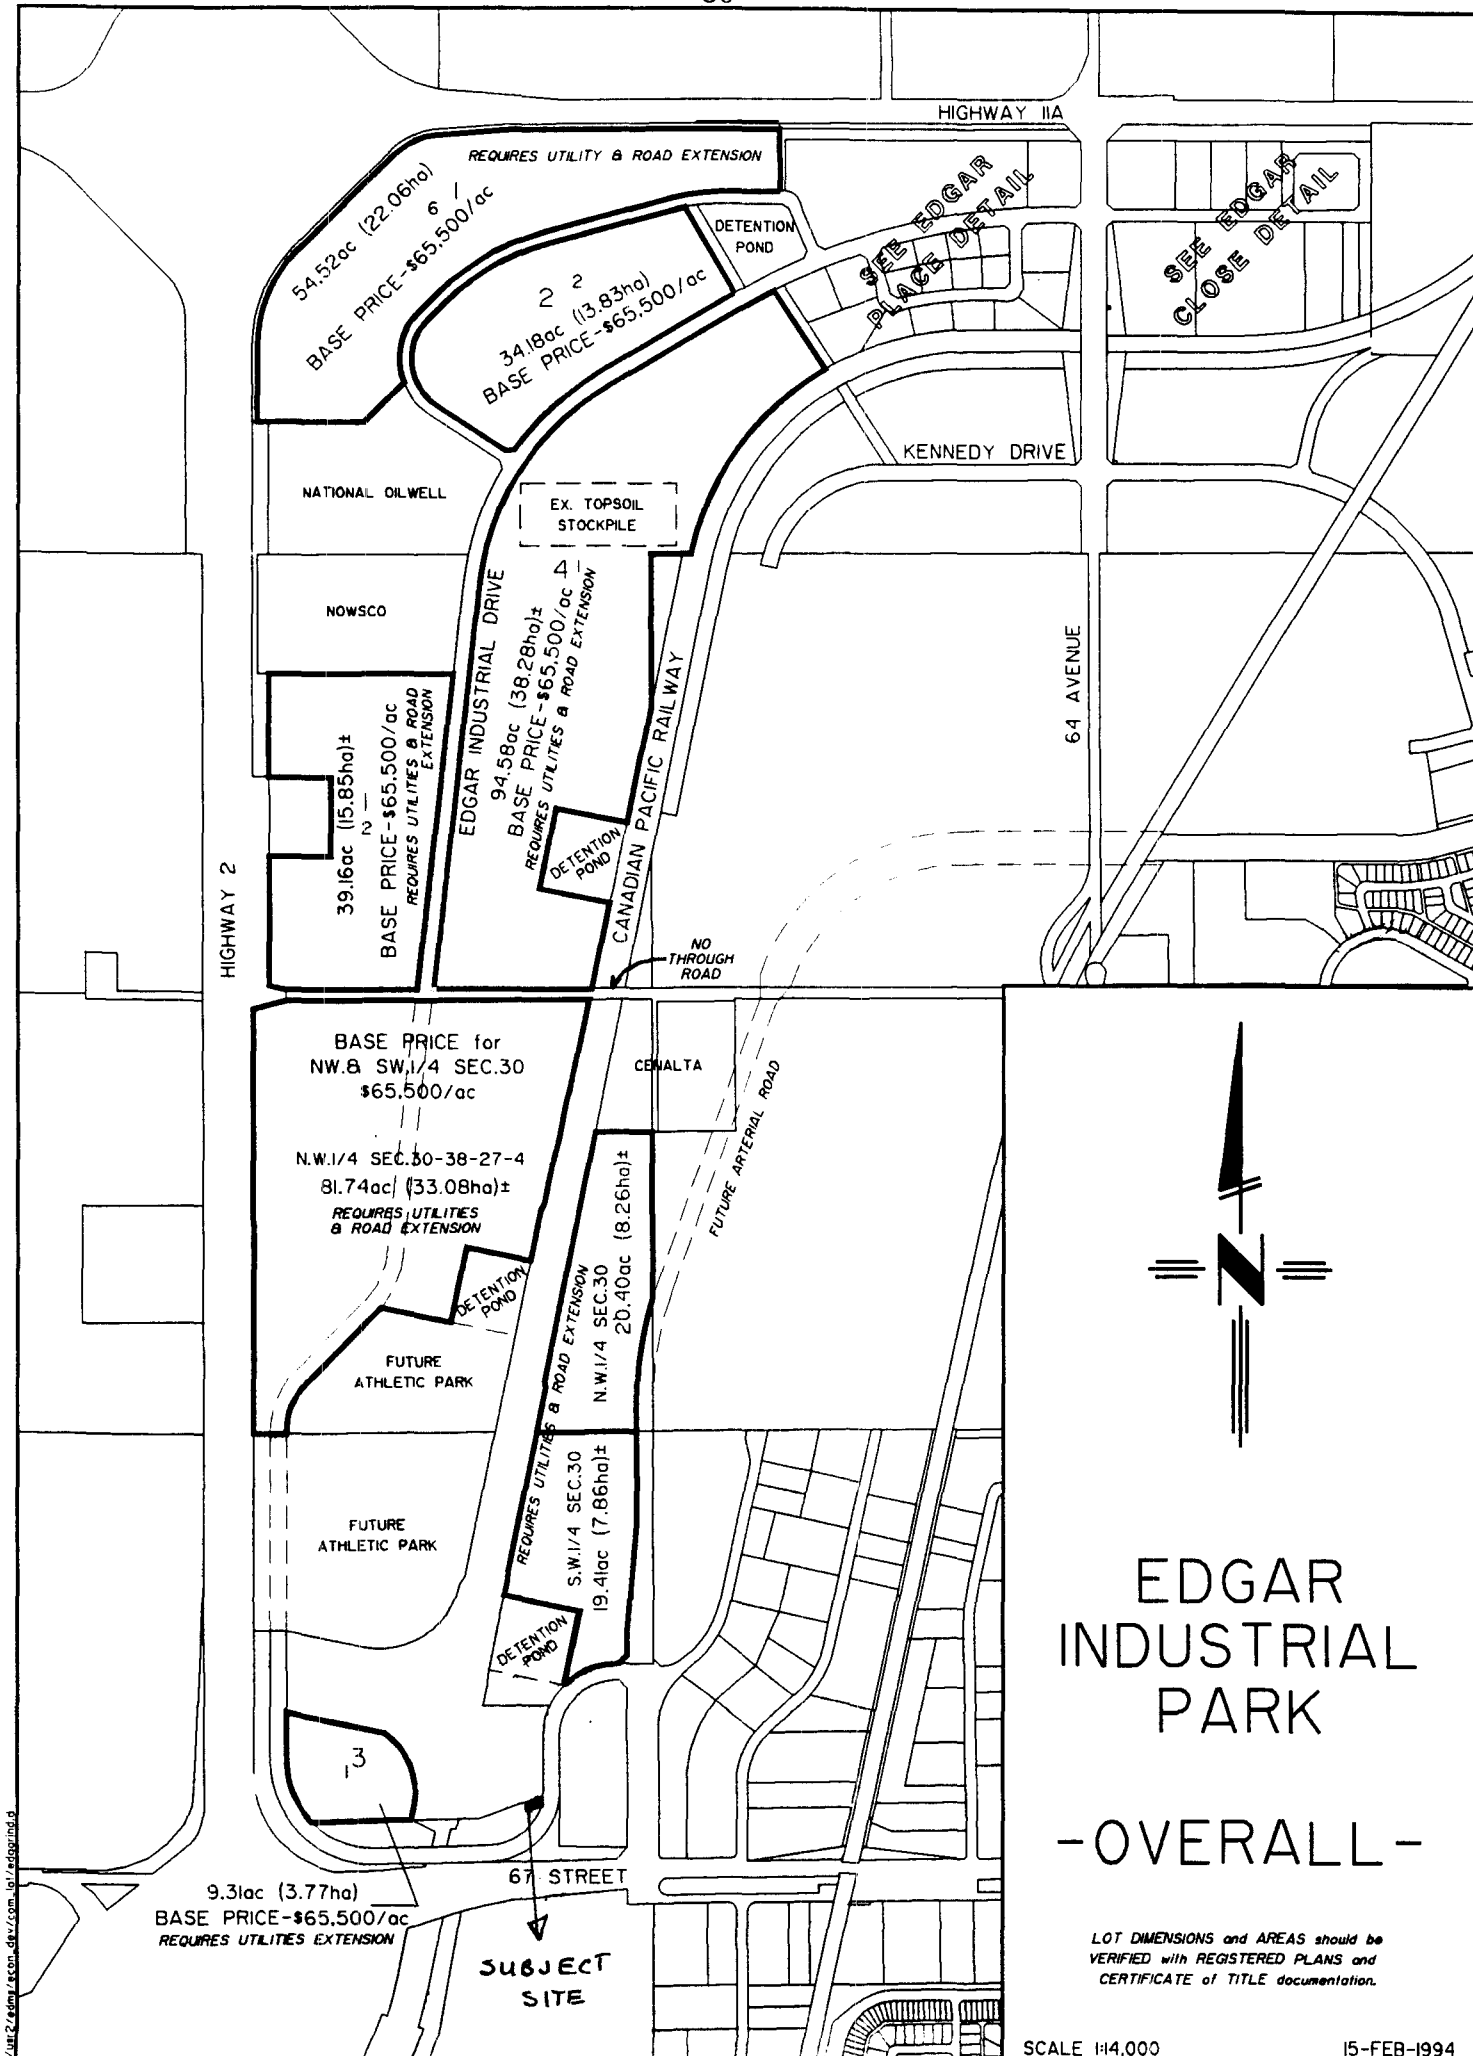 HIGHWAY 11A
REQUIRES UTILITY & ROAD EXTENSION
54.52ac (22.06ha)
6 1
BASE PRICE-$65,500/ac
DETENTION
POND
SEE EDGAR
PLACE DETAIL
SEE EDGAR
CLOSE DETAIL
2 2
34.18ac (13.83ha)
BASE PRICE-$65,500/ac
KENNEDY DRIVE
NATIONAL OILWELL
EX. TOPSOIL
STOCKPILE
NOWSCO
EDGAR INDUSTRIAL DRIVE
4 1
94.58ac (38.28ha)±
BASE PRICE-$65,500/ac
REQUIRES UTILITIES & ROAD EXTENSION
CANADIAN PACIFIC RAILWAY
64 AVENUE
39.16ac (15.85ha)±
2 1
BASE PRICE-$65,500/ac
REQUIRES UTILITIES & ROAD
EXTENSION
DETENTION
POND
HIGHWAY 2
NO
THROUGH
ROAD
BASE PRICE for
NW.& SW.1/4 SEC.30
$65,500/ac
CENALTA
FUTURE ARTERIAL ROAD
N.W.1/4 SEC.30-38-27-4
81.74ac (33.08ha)±
REQUIRES UTILITIES
& ROAD EXTENSION
DETENTION
POND
REQUIRES UTILITIES & ROAD EXTENSION
N.W.1/4 SEC.30
20.40ac (8.26ha)±
FUTURE
ATHLETIC PARK
S.W.1/4 SEC.30
19.41ac (7.86ha)±
FUTURE
ATHLETIC PARK
DETENTION
POND
1 3
67 STREET
9.31ac (3.77ha)
BASE PRICE-$65,500/ac
REQUIRES UTILITIES EXTENSION
SUBJECT
SITE
N
EDGAR
INDUSTRIAL
PARK
-OVERALL-
LOT DIMENSIONS and AREAS should be
VERIFIED with REGISTERED PLANS and
CERTIFICATE of TITLE documentation.
SCALE 1:14,000
15-FEB-1994